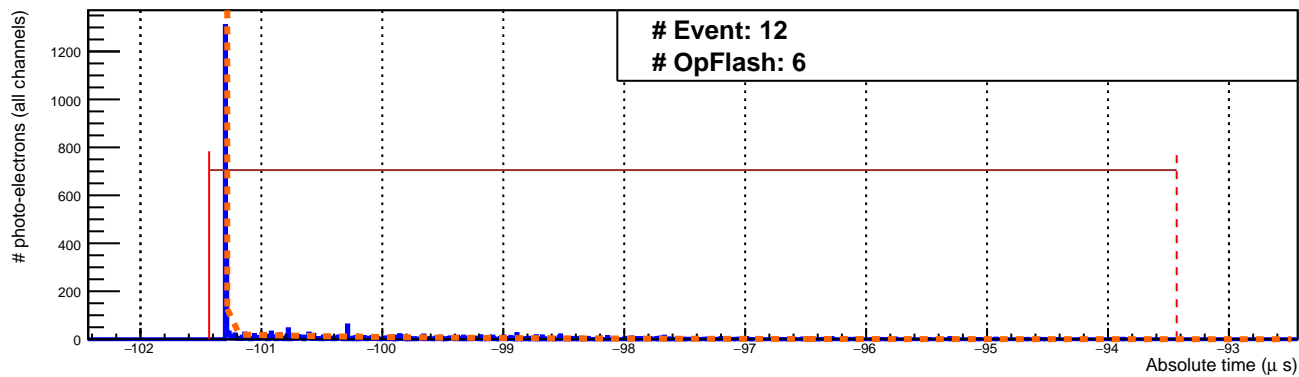 # Event: 12
# OpFlash: 6
# photo-electrons (all channels)
1200
1000
800
600
400
200
0
−102 −101 −100 −99 −98 −97 −96 −95 −94 −93
Absolute time (μ s)